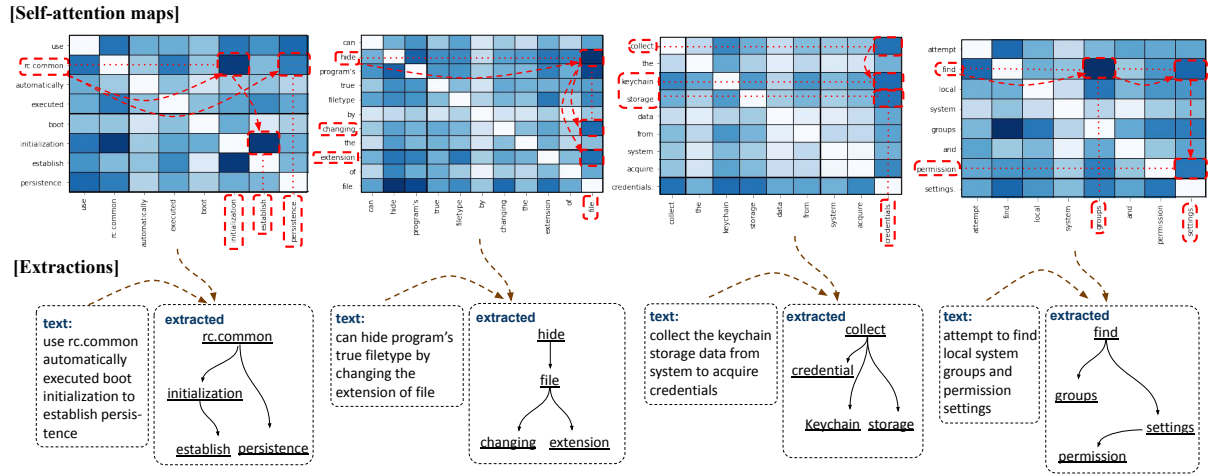 [Self-attention maps]
use
rc.common
automatically
executed
boot
initialization
establish
persistence
use
rc.common
automatically
executed
boot
initialization
establish
persistence
can
hide
program's
true
filetype
by
changing
the
extension
of
file
can
hide
program's
true
filetype
by
changing
the
extension
of
file
collect
the
keychain
storage
data
from
system
acquire
credentials.
collect
the
keychain
storage
data
from
system
acquire
credentials
attempt
find
local
system
groups
and
permission
settings.
attempt
find
local
system
groups
and
permission
settings.
[Extractions]
text:
use rc.common
automatically
executed boot
initialization to
establish persis-
tence
extracted
rc.common
initialization
establish
persistence
text:
can hide program's
true filetype by
changing the
extension of file
extracted
hide
file
changing
extension
text:
collect the keychain
storage data from
system to acquire
credentials
extracted
collect
credential
Keychain
storage
text:
attempt to find
local system
groups and
permission
settings
extracted
find
groups
settings
permission